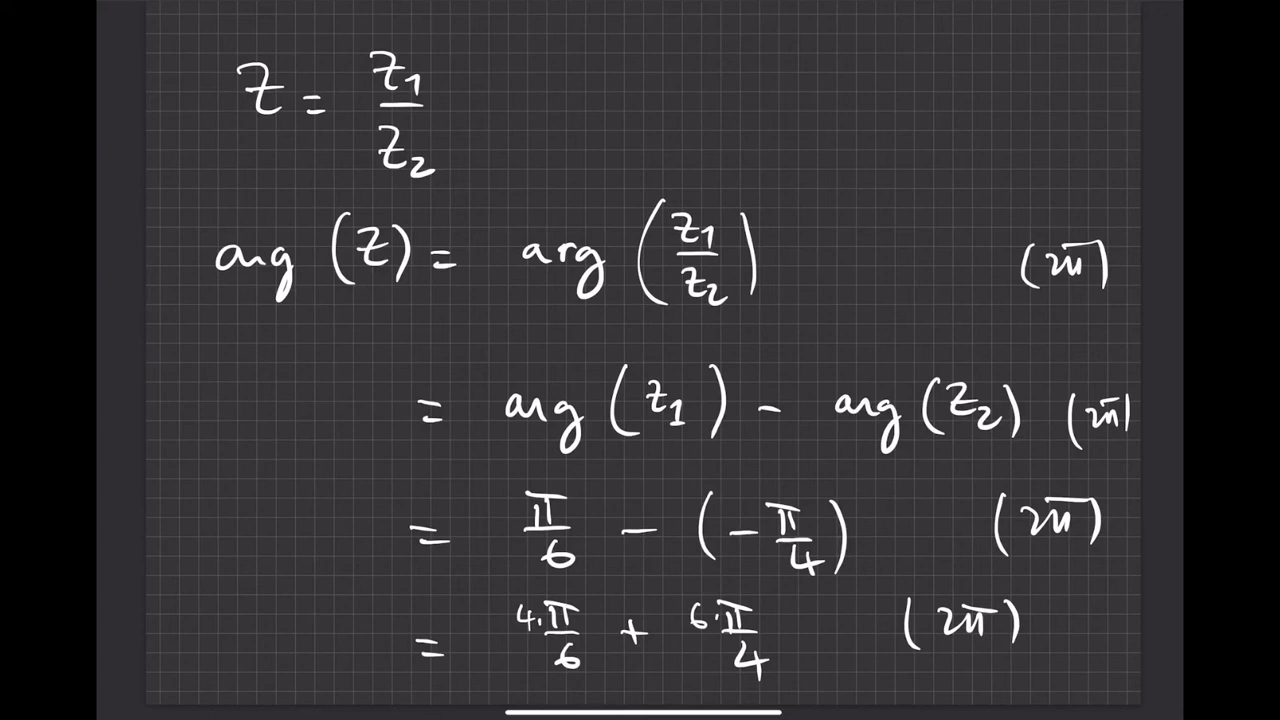 Z = Z1/Z2
arg (Z) = arg (Z1/Z2) (2π)
= arg (Z1) - arg (Z2) (2π)
= π/6 - (-π/4) (2π)
= 4·π/6 + 6·π/4 (2π)